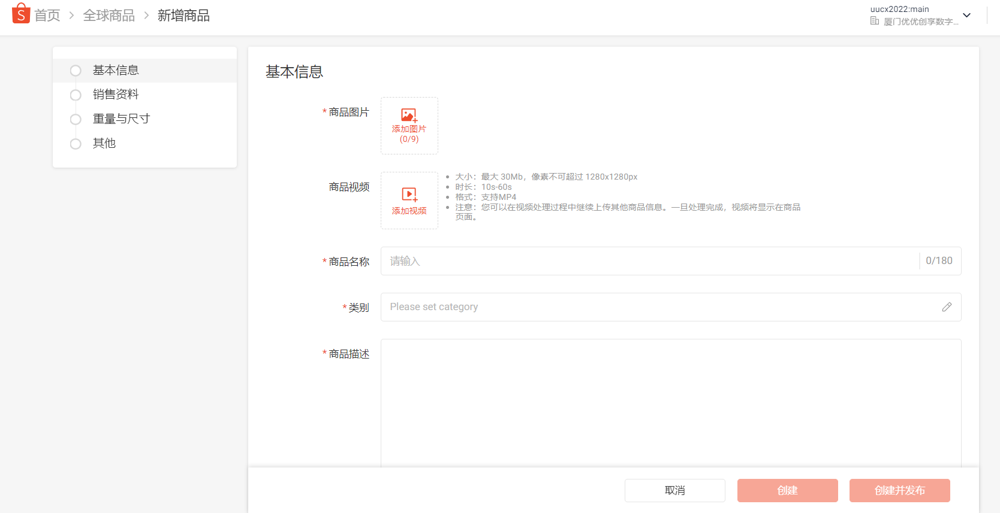 首页 > 全球商品 > 新增商品
uucx2022:main
厦门优优创享数字...
基本信息
销售资料
重量与尺寸
其他
基本信息
*商品图片
添加图片
(0/9)
商品视频
添加视频
大小：最大 30Mb，像素不可超过 1280x1280px
时长：10s-60s
格式：支持MP4
注意：您可以在视频处理过程中继续上传其他商品信息。一旦处理完成，视频将显示在商品
页面。
*商品名称
请输入
0/180
*类别
Please set category
*商品描述
取消
创建
创建并发布